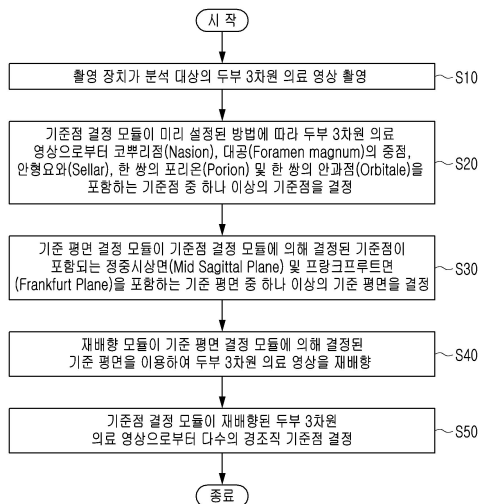 시 작
촬영 장치가 분석 대상의 두부 3차원 의료 영상 촬영
S10
기준점 결정 모듈이 미리 설정된 방법에 따라 두부 3차원 의료
영상으로부터 코뿌리점(Nasion), 대공(Foramen magnum)의 중점,
안형요와(Sellar), 한 쌍의 포리온(Porion) 및 한 쌍의 안과점(Orbitale)을
포함하는 기준점 중 하나 이상의 기준점을 결정
S20
기준 평면 결정 모듈이 기준점 결정 모듈에 의해 결정된 기준점이
포함되는 정중시상면(Mid Sagittal Plane) 및 프랑크프루트면
(Frankfurt Plane)을 포함하는 기준 평면 중 하나 이상의 기준 평면을 결정
S30
재배향 모듈이 기준 평면 결정 모듈에 의해 결정된
기준 평면을 이용하여 두부 3차원 의료 영상을 재배향
S40
기준점 결정 모듈이 재배향된 두부 3차원
의료 영상으로부터 다수의 경조직 기준점 결정
S50
종료